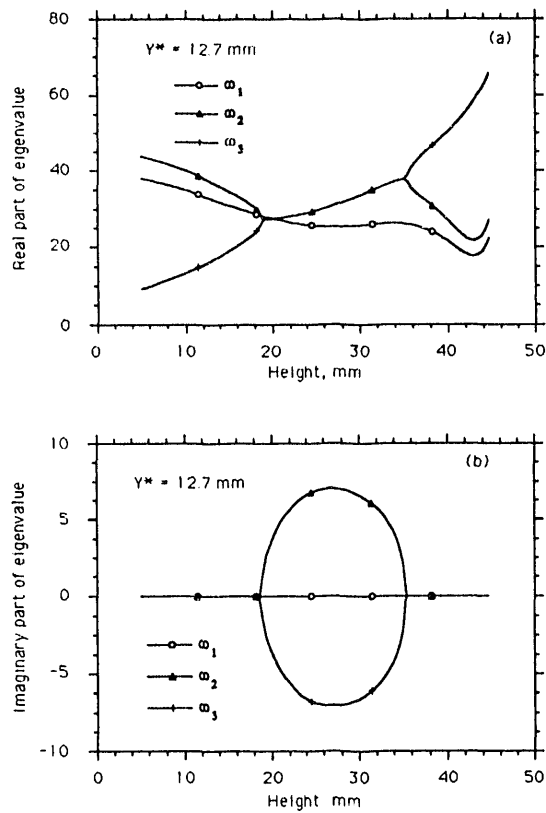 (a)
Y* = 12.7 mm
ω1
ω2
ω3
Real part of eigenvalue
80
60
40
20
0
0 10 20 30 40 50
Height, mm
(b)
Y* = 12.7 mm
ω1
ω2
ω3
Imaginary part of eigenvalue
10
5
0
-5
-10
0 10 20 30 40 50
Height mm